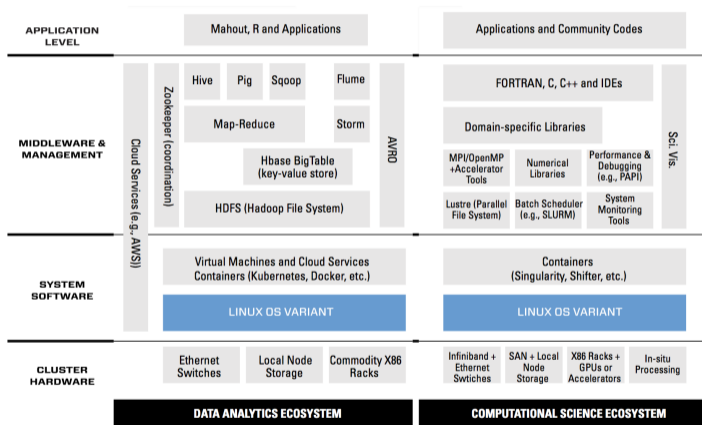 APPLICATION
LEVEL
Mahout, R and Applications
Applications and Community Codes
MIDDLEWARE &
MANAGEMENT
Cloud Services (e.g., AWS))
Zookeeper (coordination)
Hive
Pig
Sqoop
Flume
Map-Reduce
Storm
Hbase BigTable
(key-value store)
HDFS (Hadoop File System)
AVRO
FORTRAN, C, C++ and IDEs
Domain-specific Libraries
MPI/OpenMP
+Accelerator
Tools
Numerical
Libraries
Performance &
Debugging
(e.g., PAPI)
Lustre (Parallel
File System)
Batch Scheduler
(e.g., SLURM)
System
Monitoring
Tools
Sci. Vis.
SYSTEM
SOFTWARE
Virtual Machines and Cloud Services
Containers (Kubernetes, Docker, etc.)
LINUX OS VARIANT
Containers
(Singularity, Shifter, etc.)
LINUX OS VARIANT
CLUSTER
HARDWARE
Ethernet
Switches
Local Node
Storage
Commodity X86
Racks
Infiniband +
Ethernet
Swtiches
SAN + Local
Node
Storage
X86 Racks +
GPUs or
Accelerators
In-situ
Processing
DATA ANALYTICS ECOSYSTEM
COMPUTATIONAL SCIENCE ECOSYSTEM